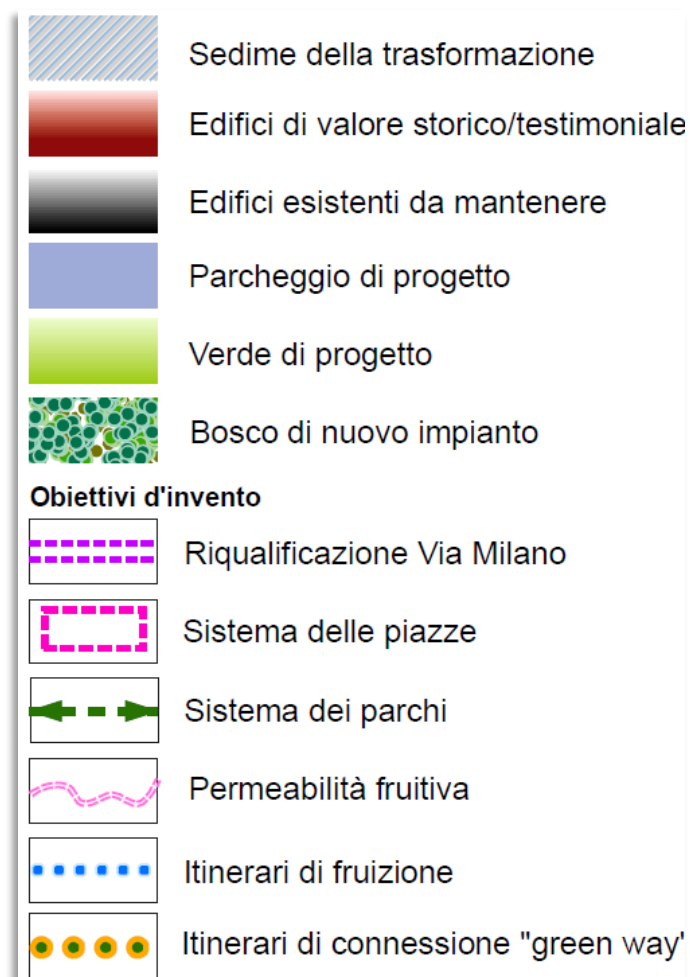 Sedime della trasformazione
Edifici di valore storico/testimoniale
Edifici esistenti da mantenere
Parcheggio di progetto
Verde di progetto
Bosco di nuovo impianto
Obiettivi d'invento
Riqualificazione Via Milano
Sistema delle piazze
Sistema dei parchi
Permeabilità fruitiva
Itinerari di fruizione
Itinerari di connessione "green way"